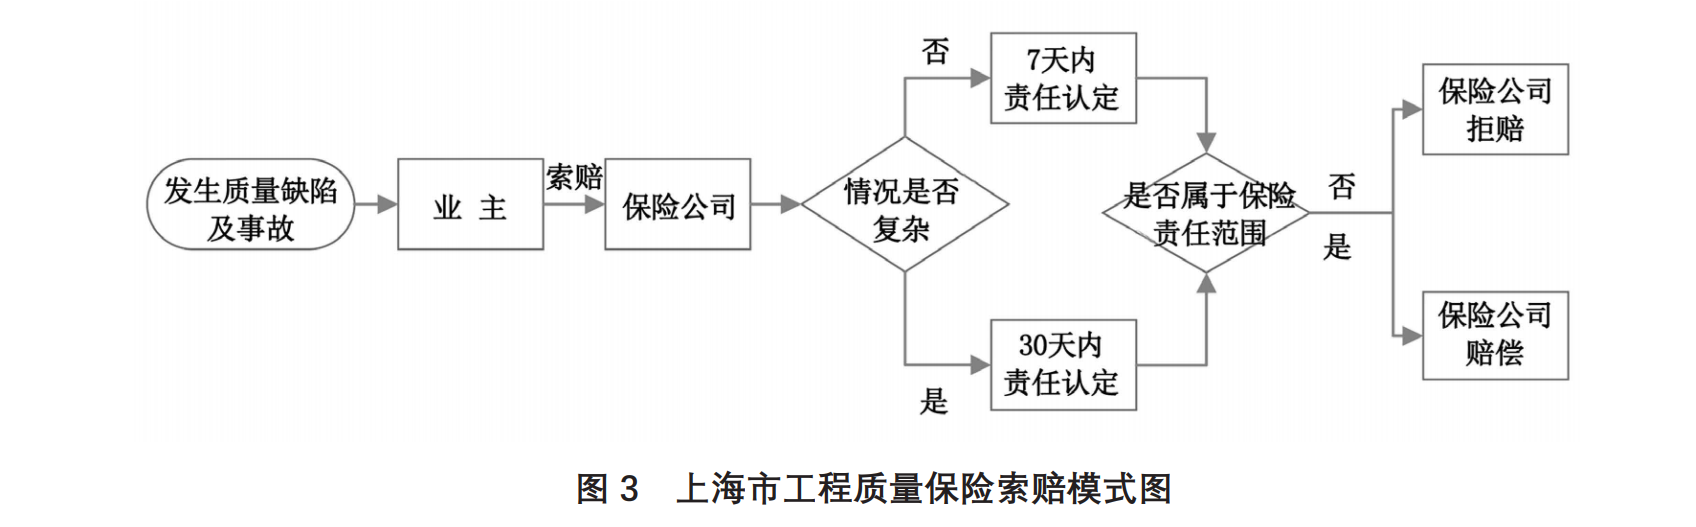 发生质量缺陷
及事故
业 主
索赔
保险公司
情况是否
复杂
否
7天内
责任认定
是
30天内
责任认定
是否属于保险
责任范围
否
是
保险公司
拒赔
保险公司
赔偿
图 3 上海市工程质量保险索赔模式图